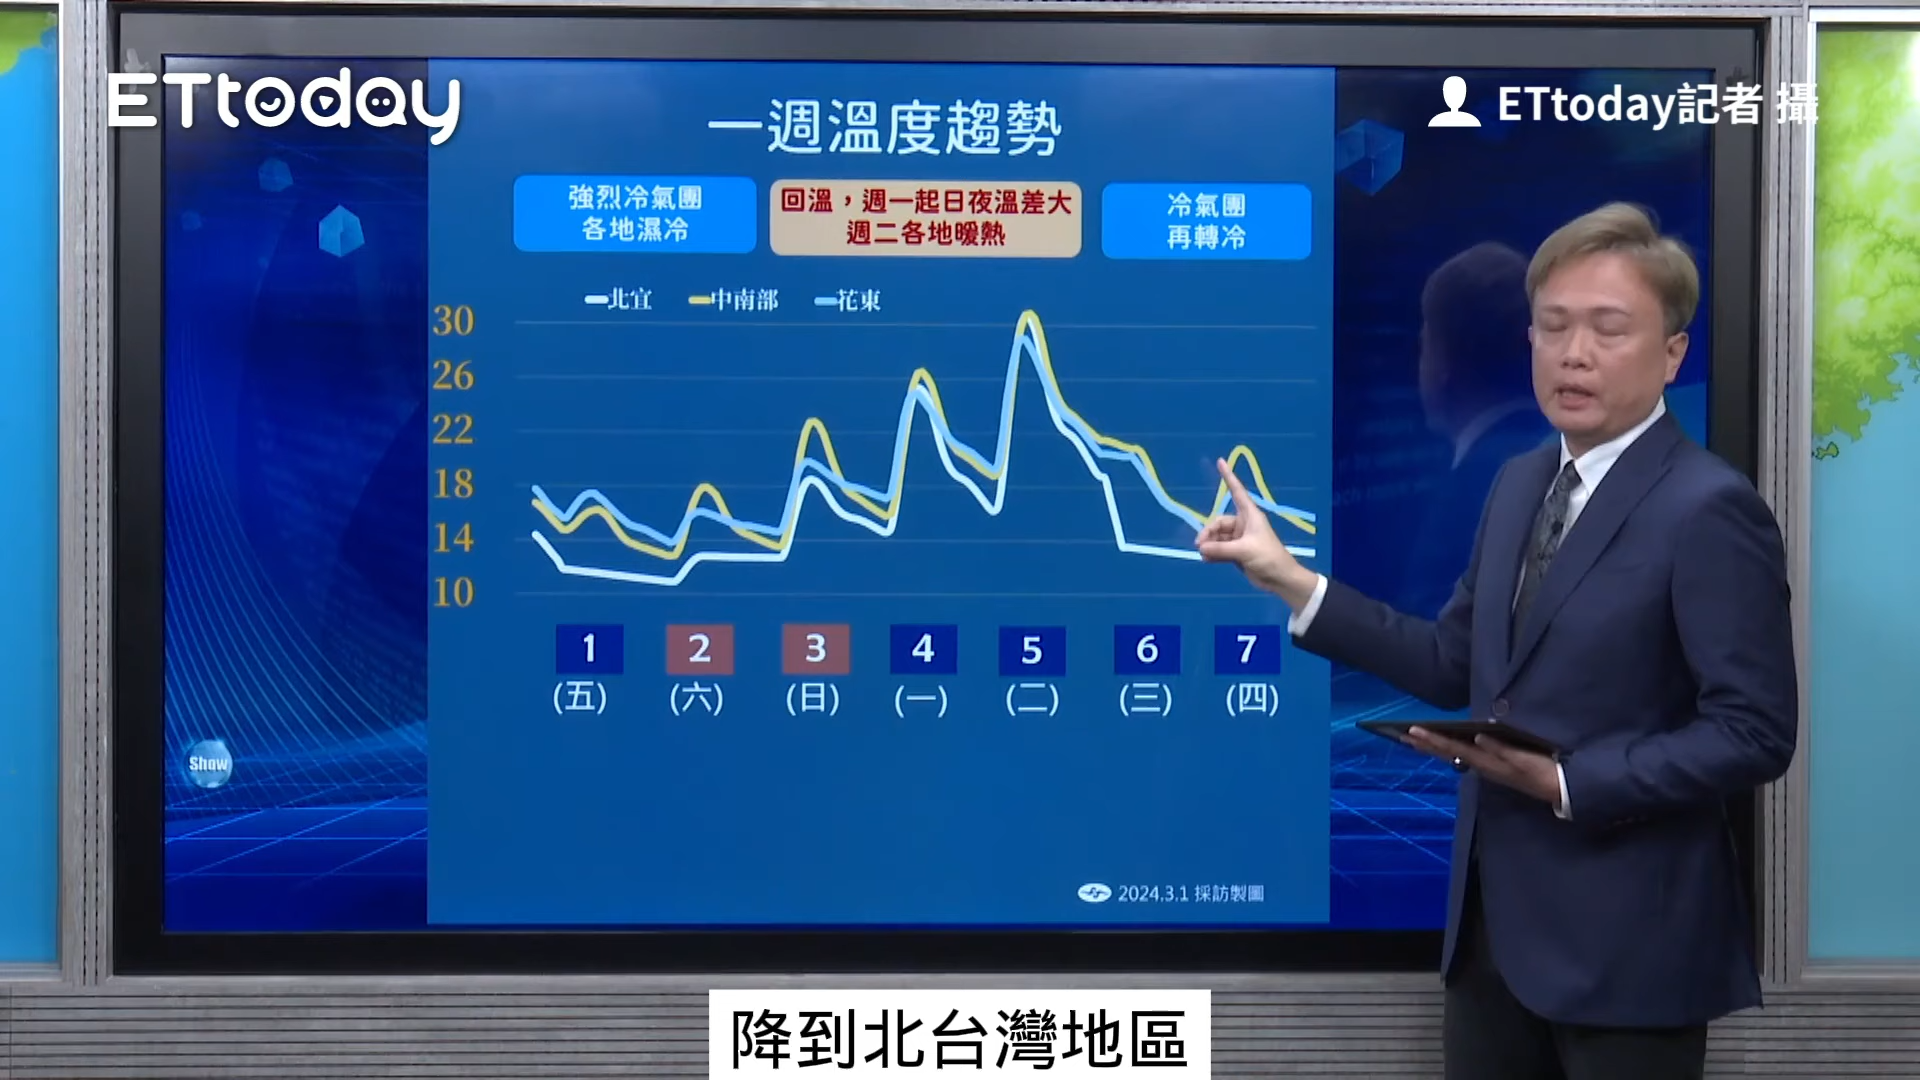 ETtoday
ETtoday記者 攝
一週溫度趨勢
強烈冷氣團
各地濕冷
回溫，週一起日夜溫差大
週二各地暖熱
冷氣團
再轉冷
北宜 中南部 花東
30
26
22
18
14
10
1 2 3 4 5 6 7
(五) (六) (日) (一) (二) (三) (四)
Show
2024.3.1 採訪製圖
降到北台灣地區